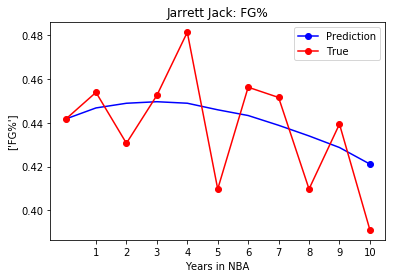 Jarrett Jack: FG%
Prediction
True
0.48
0.46
0.44
0.42
0.40
['FG%']
1 2 3 4 5 6 7 8 9 10
Years in NBA